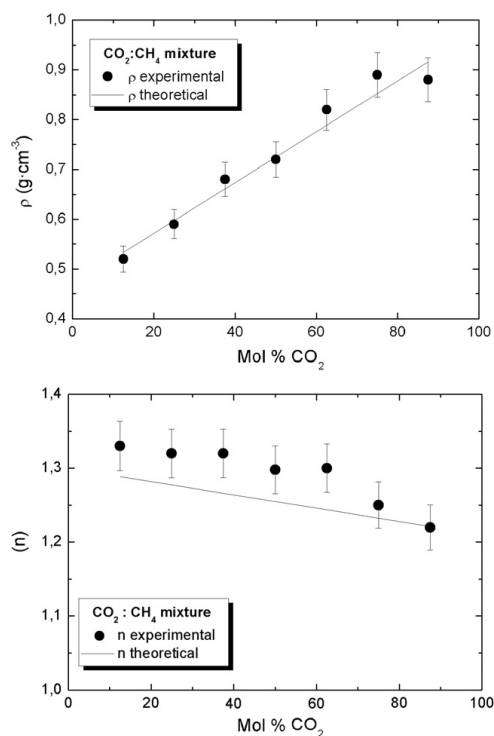 1,0
CO₂:CH₄ mixture
ρ experimental
ρ theoretical
0,9
0,8
0,7
0,6
0,5
0,4
ρ (g·cm⁻³)
0 20 40 60 80 100
Mol % CO₂
1,4
1,3
1,2
1,1
1,0
(n)
CO₂ : CH₄ mixture
n experimental
n theoretical
0 20 40 60 80 100
Mol % CO₂